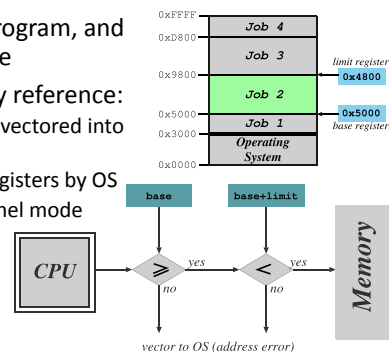 rogram, and
e
y reference:
vectored into
gisters by OS
nel mode
0xFFFF
Job 4
0xD800
Job 3
limit register
0x9800
0x4800
Job 2
0x5000
0x5000
Job 1
base register
0x3000
Operating
System
0x0000
base
base+limit
CPU
≥
yes
<
yes
Memory
no
no
vector to OS (address error)